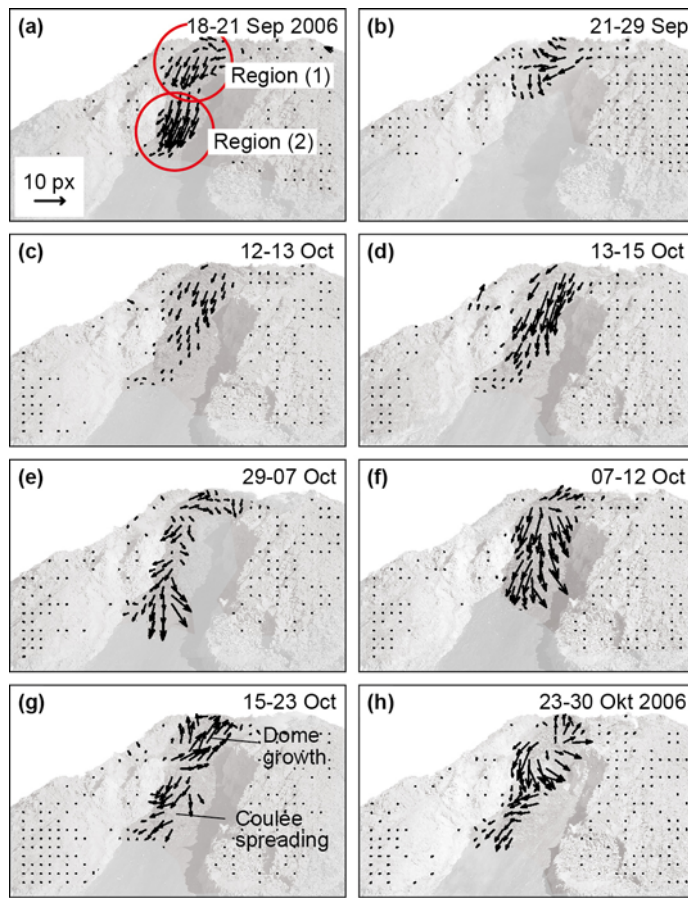 (a) 18-21 Sep 2006
Region (1)
Region (2)
10 px
(b) 21-29 Sep
(c) 12-13 Oct
(d) 13-15 Oct
(e) 29-07 Oct
(f) 07-12 Oct
(g) 15-23 Oct
Dome
growth
Coulée
spreading
(h) 23-30 Okt 2006